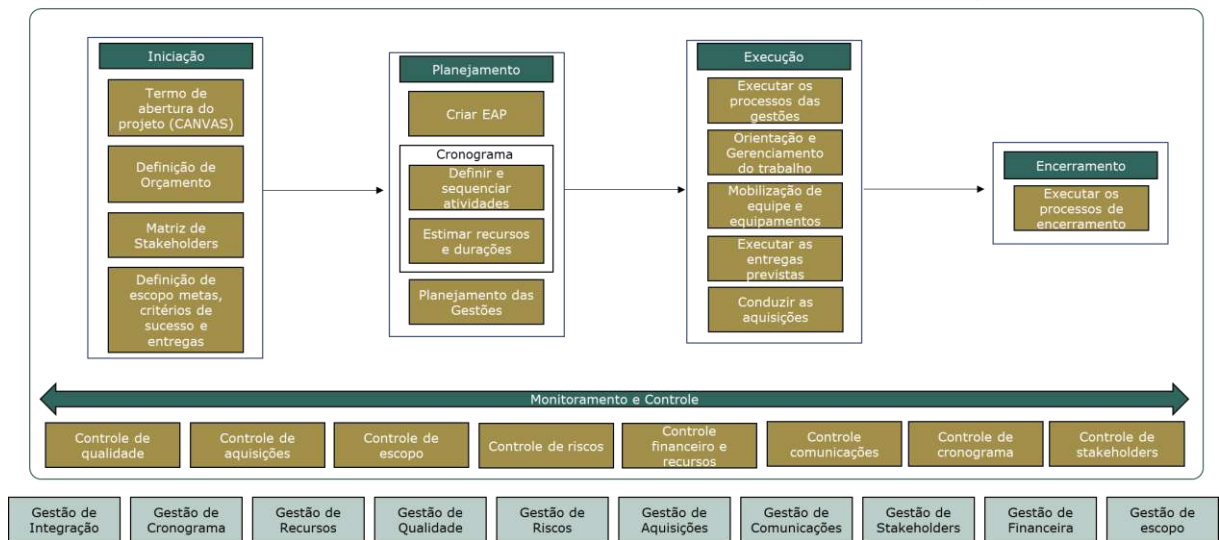 Iniciação
Termo de
abertura do
projeto (CANVAS)
Definição de
Orçamento
Matriz de
Stakeholders
Definição de
escopo metas,
critérios de
sucesso e
entregas
Planejamento
Criar EAP
Cronograma
Definir e
sequenciar
atividades
Estimar recursos
e durações
Planejamento das
Gestões
Execução
Executar os
processos das
gestões
Orientação e
Gerenciamento
do trabalho
Mobilização de
equipe e
equipamentos
Executar as
entregas
previstas
Conduzir as
aquisições
Encerramento
Executar os
processos de
encerramento
Monitoramento e Controle
Controle de
qualidade
Controle de
aquisições
Controle de
escopo
Controle de riscos
Controle
financeiro e
recursos
Controle
comunicações
Controle de
cronograma
Controle de
stakeholders
Gestão de
Integração
Gestão de
Cronograma
Gestão de
Recursos
Gestão de
Qualidade
Gestão de
Riscos
Gestão de
Aquisições
Gestão de
Comunicações
Gestão de
Stakeholders
Gestão de
Financeira
Gestão de
escopo